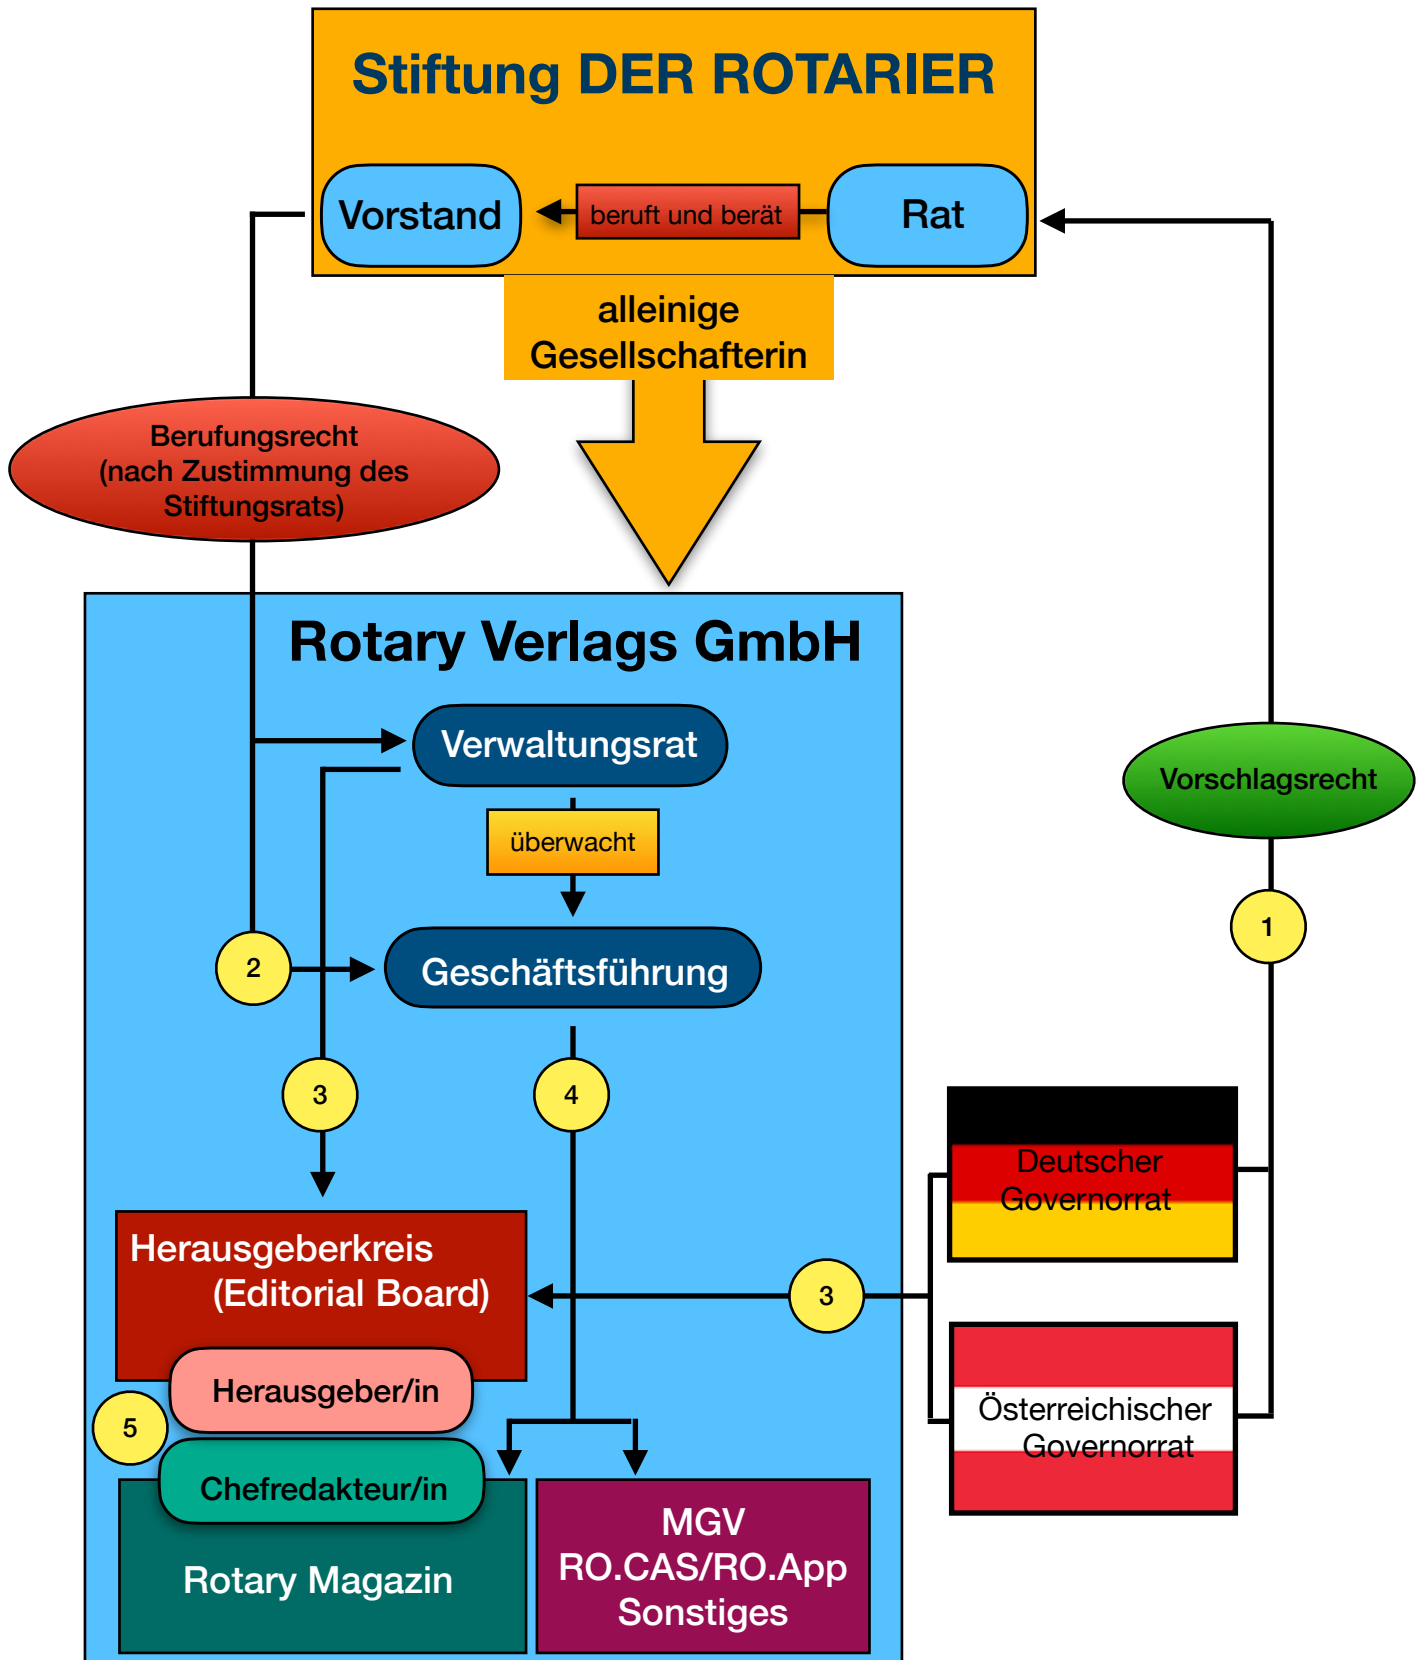 Stiftung DER ROTARIER
Vorstand
beruft und berät
Rat
alleinige
Gesellschafterin
Berufungsrecht
(nach Zustimmung des
Stiftungsrats)
Rotary Verlags GmbH
Verwaltungsrat
Vorschlagsrecht
überwacht
1
2
Geschäftsführung
3
4
Deutscher
Governorrat
Herausgeberkreis
(Editorial Board)
3
Herausgeber/in
5
Österreichischer
Governorrat
Chefredakteur/in
Rotary Magazin
MGV
RO.CAS/RO.App
Sonstiges